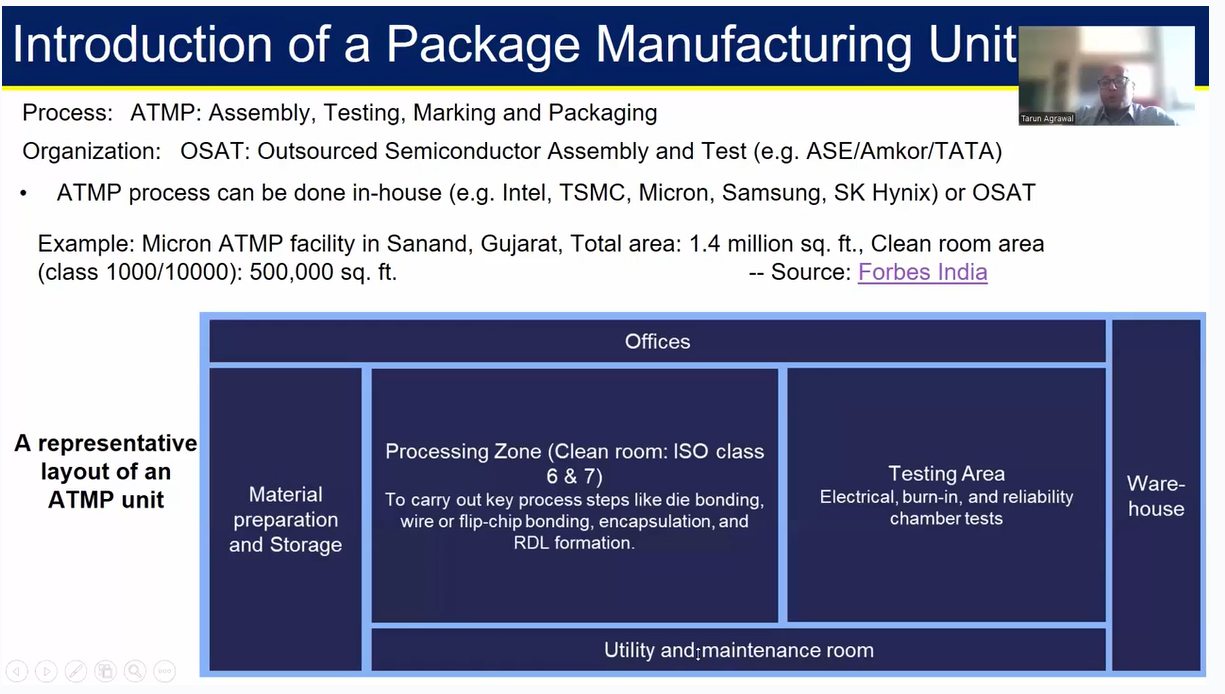 Introduction of a Package Manufacturing Unit
Tarun Agrawal
Process: ATMP: Assembly, Testing, Marking and Packaging
Organization: OSAT: Outsourced Semiconductor Assembly and Test (e.g. ASE/Amkor/TATA)
• ATMP process can be done in-house (e.g. Intel, TSMC, Micron, Samsung, SK Hynix) or OSAT
Example: Micron ATMP facility in Sanand, Gujarat, Total area: 1.4 million sq. ft., Clean room area
(class 1000/10000): 500,000 sq. ft. -- Source: Forbes India
A representative
layout of an
ATMP unit
Offices
Material
preparation
and Storage
Processing Zone (Clean room: ISO class
6 & 7)
To carry out key process steps like die bonding,
wire or flip-chip bonding, encapsulation, and
RDL formation.
Testing Area
Electrical, burn-in, and reliability
chamber tests
Ware-
house
Utility and maintenance room